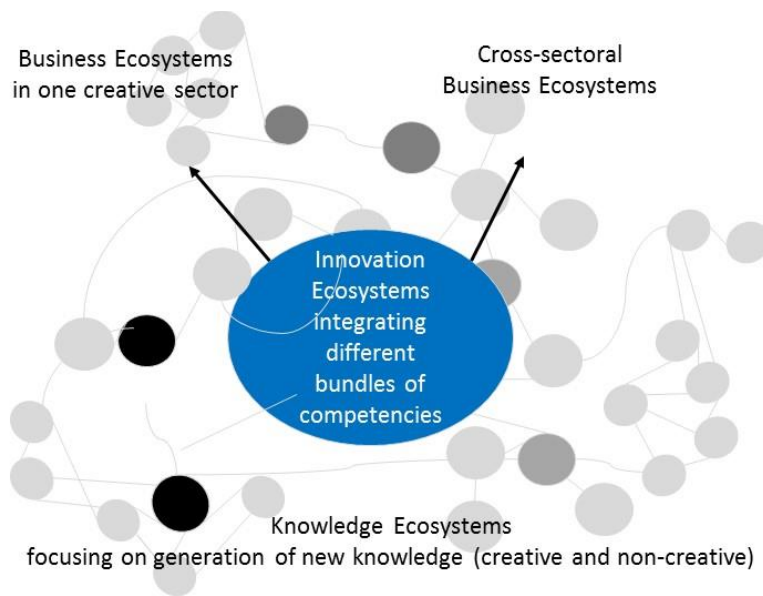 Business Ecosystems
in one creative sector
Cross-sectoral
Business Ecosystems
Innovation
Ecosystems
integrating
different
bundles of
competencies
Knowledge Ecosystems
focusing on generation of new knowledge (creative and non-creative)